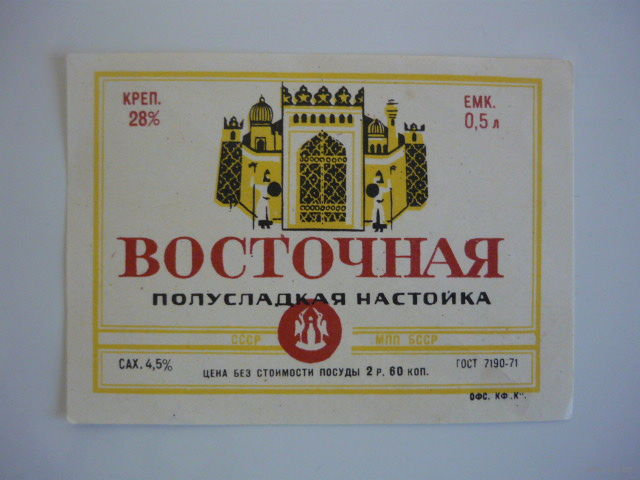 КРЕП.
28%
ЕМК.
0,5 л
ВОСТОЧНАЯ
ПОЛУСЛАДКАЯ НАСТОЙКА
СССР
МПП БССР
САХ. 4,5%
ЦЕНА БЕЗ СТОИМОСТИ ПОСУДЫ 2 Р. 60 КОП.
ГОСТ 7190-71
ОФС. КФ „К".